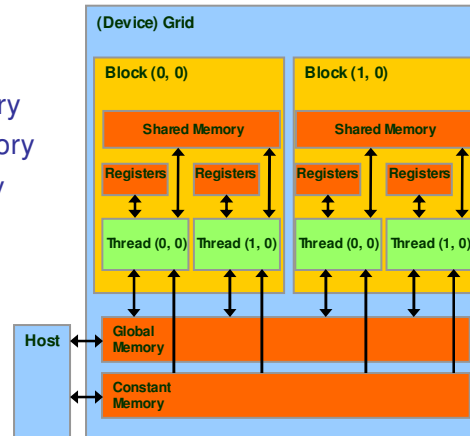 (Device) Grid
Block (0, 0)
Block (1, 0)
Shared Memory
Shared Memory
Registers
Registers
Registers
Registers
Thread (0, 0)
Thread (1, 0)
Thread (0, 0)
Thread (1, 0)
Host
Global
Memory
Constant
Memory